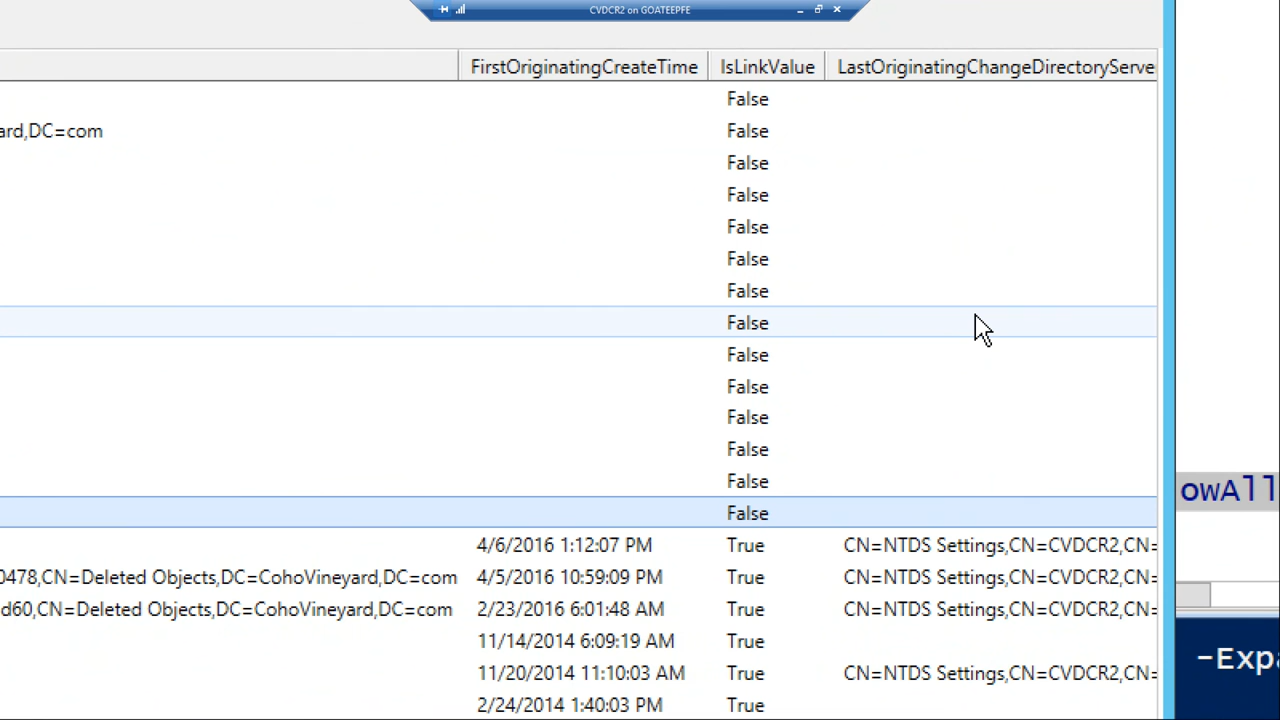 CVDCR2 on GOATEEPFE
FirstOriginatingCreateTime IsLinkValue LastOriginatingChangeDirectoryServe
False
ard,DC=com False
False
False
False
False
False
False
False
False
False
False
False
False
owAll
4/6/2016 1:12:07 PM True CN=NTDS Settings,CN=CVDCR2,CN=
0478,CN=Deleted Objects,DC=CohoVineyard,DC=com 4/5/2016 10:59:09 PM True CN=NTDS Settings,CN=CVDCR2,CN=
d60,CN=Deleted Objects,DC=CohoVineyard,DC=com 2/23/2016 6:01:48 AM True CN=NTDS Settings,CN=CVDCR2,CN=
11/14/2014 6:09:19 AM True
11/20/2014 11:10:03 AM True CN=NTDS Settings,CN=CVDCR2,CN=
2/24/2014 1:40:03 PM True
-Expa